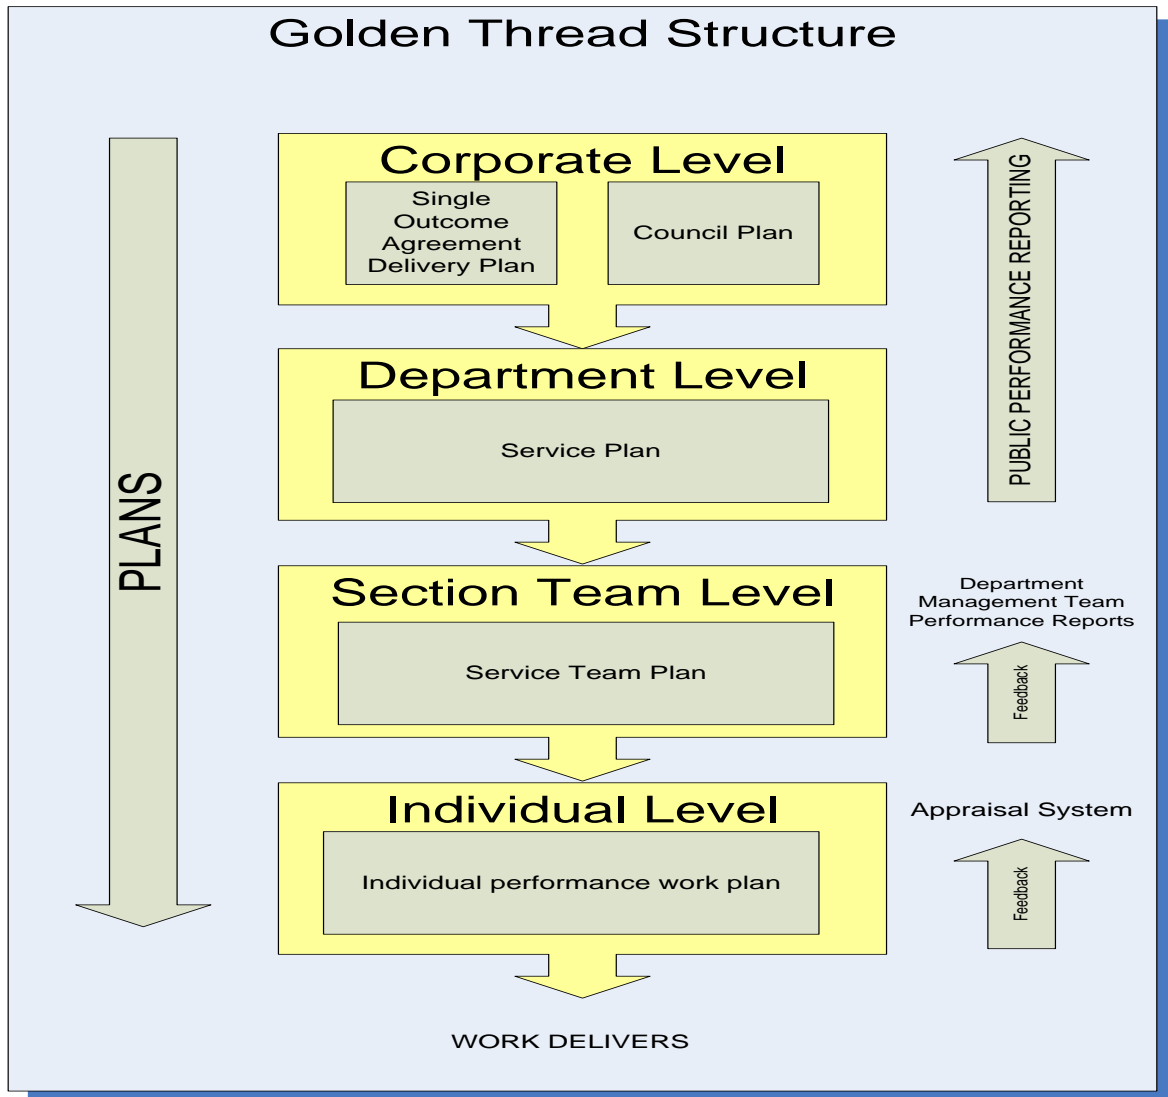 Golden Thread Structure
Corporate Level
Single
Outcome
Agreement
Delivery Plan
Council Plan
Department Level
Service Plan
Section Team Level
Service Team Plan
Individual Level
Individual performance work plan
WORK DELIVERS
PLANS
PUBLIC PERFORMANCE REPORTING
Department
Management Team
Performance Reports
Feedback
Appraisal System
Feedback